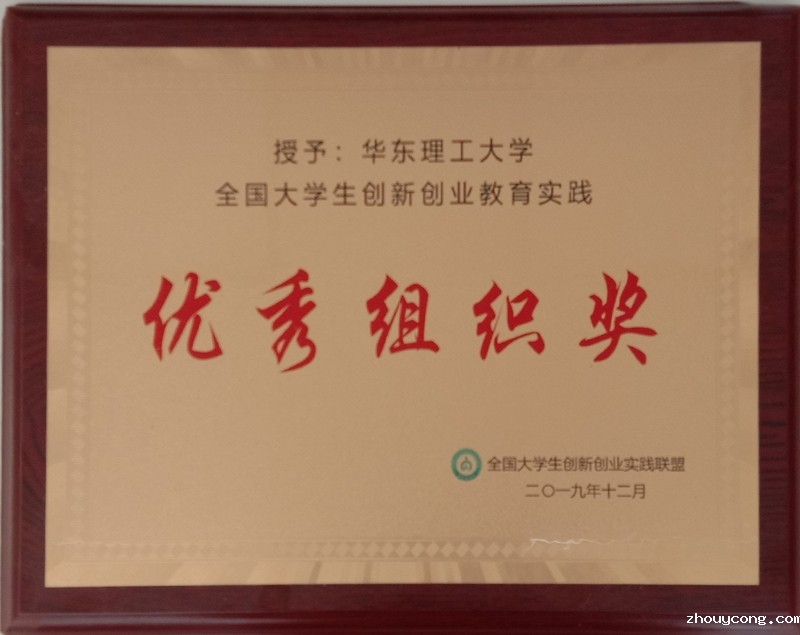 授予：华东理工大学
全国大学生创新创业教育实践
优秀组织奖
全国大学生创新创业实践联盟
二〇一九年十二月
zhouycong.com